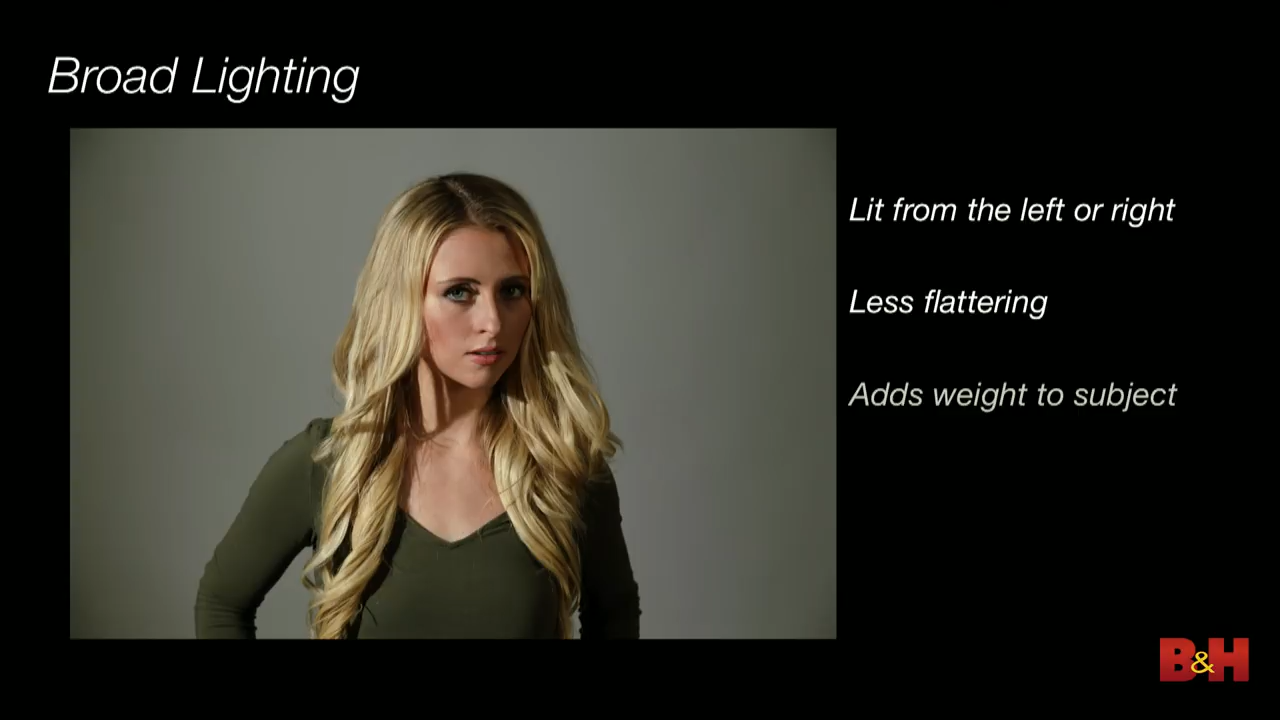 Broad Lighting
Lit from the left or right
Less flattering
Adds weight to subject
B&H